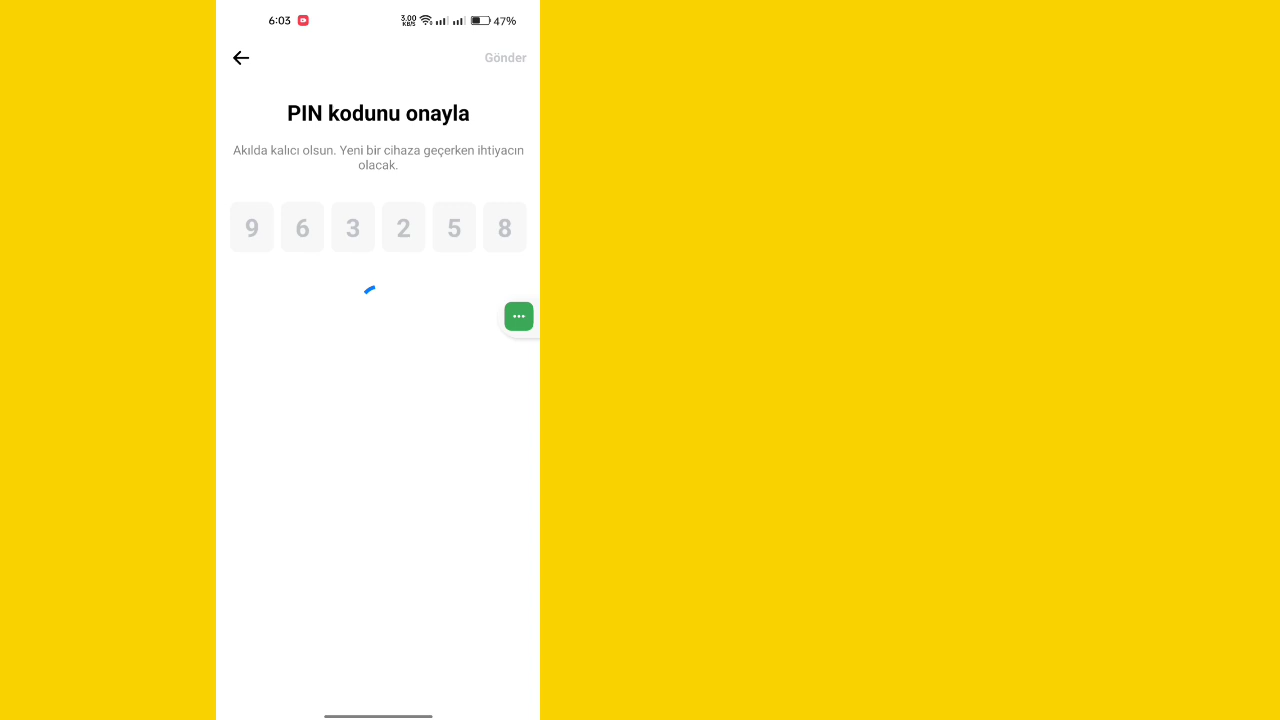 6:03
3.00
KB/S
47%
Gönder
PIN kodunu onayla
Akılda kalıcı olsun. Yeni bir cihaza geçerken ihtiyacın
olacak.
9 6 3 2 5 8